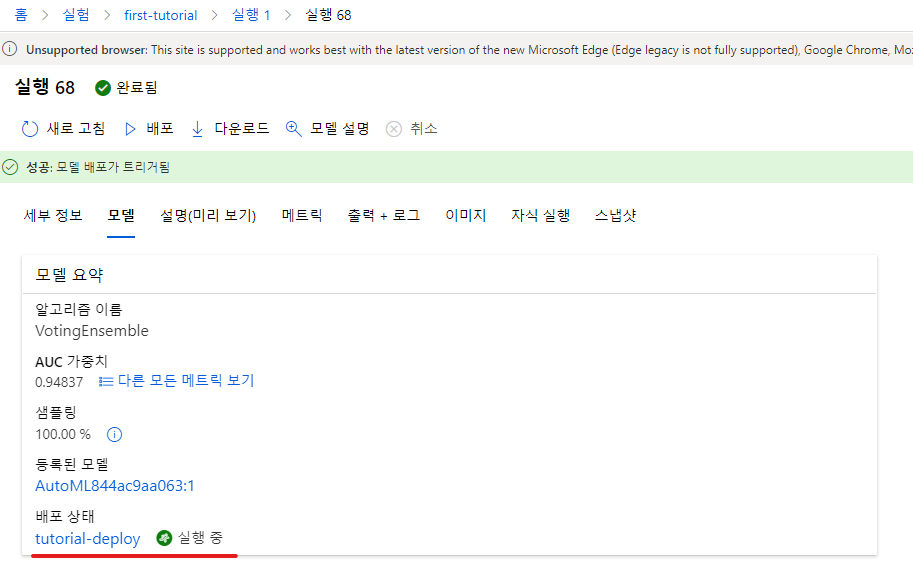 홈 > 실험 > first-tutorial > 실행 1 > 실행 68
Unsupported browser: This site is supported and works best with the latest version of the new Microsoft Edge (Edge legacy is not fully supported), Google Chrome, Moz
실행 68 완료됨
새로 고침 배포 다운로드 모델 설명 취소
성공: 모델 배포가 트리거됨
세부 정보 모델 설명(미리 보기) 메트릭 출력 + 로그 이미지 자식 실행 스냅샷
모델 요약
알고리즘 이름
VotingEnsemble
AUC 가중치
0.94837 다른 모든 메트릭 보기
샘플링
100.00 %
등록된 모델
AutoML844ac9aa063:1
배포 상태
tutorial-deploy 실행 중